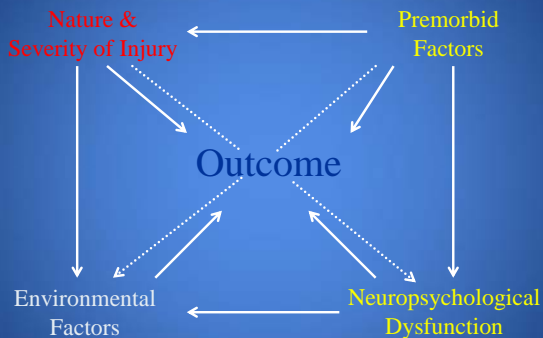 Nature &
Severity of Injury
Premorbid
Factors
Outcome
Environmental
Factors
Neuropsychological
Dysfunction